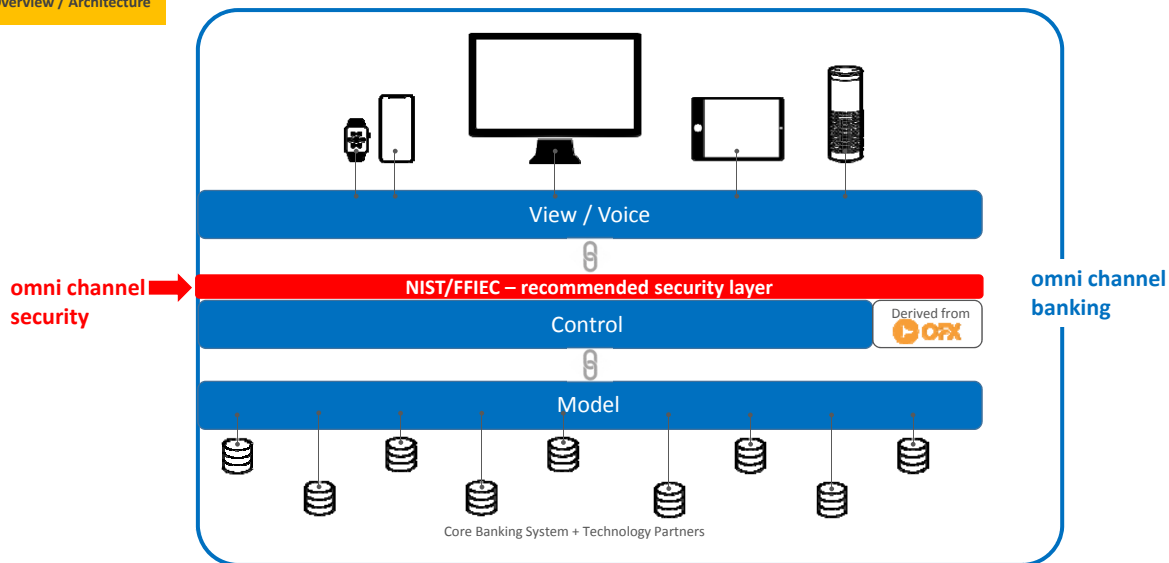 Overview / Architecture
View / Voice
omni channel
security
NIST/FFIEC – recommended security layer
omni channel
banking
Control
Derived from
OFX
Model
Core Banking System + Technology Partners